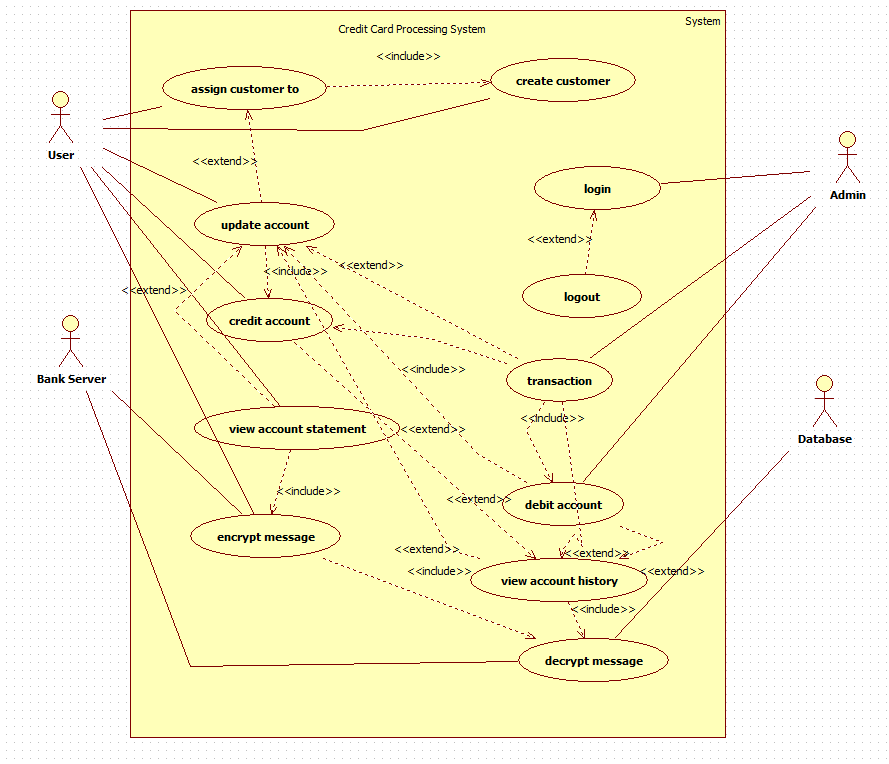 System
Credit Card Processing System
<<include>>
assign customer to
create customer
User
<<extend>>
login
Admin
update account
<<extend>>
<<extend>>
<<include>>
<<extend>>
logout
credit account
Bank Server
<<include>>
transaction
<<include>>
view account statement
<<extend>>
Database
<<include>>
<<extend>>
debit account
encrypt message
<<extend>>
<<extend>>
<<include>>
<<extend>>
view account history
<<include>>
decrypt message